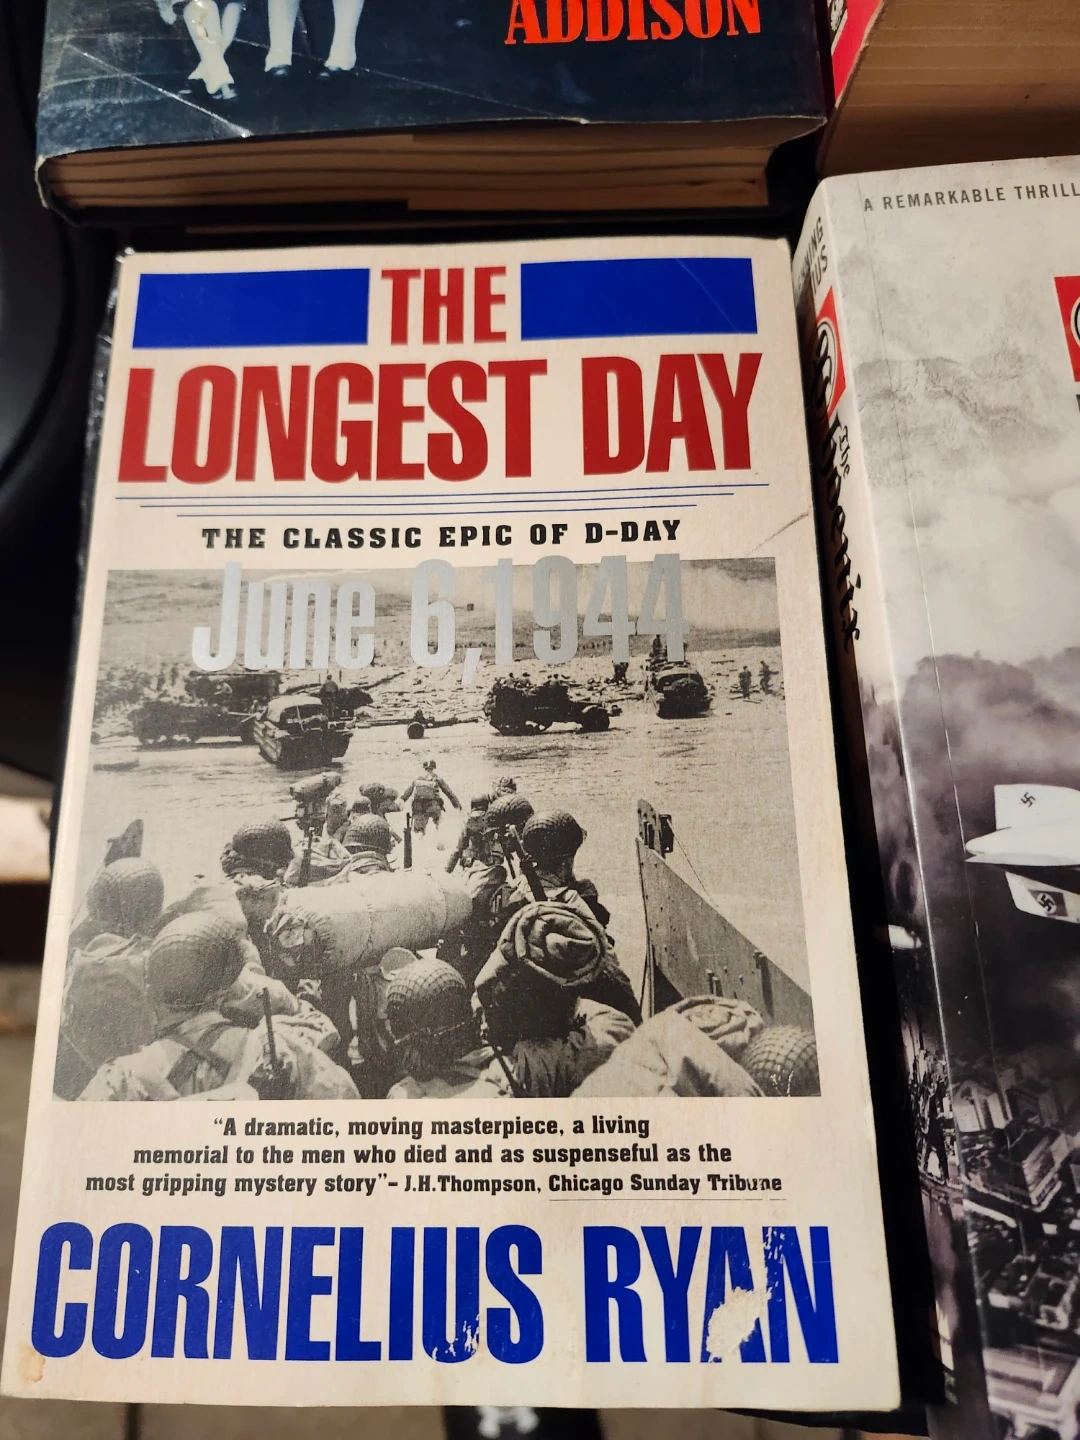 ADDISON
A REMARKABLE THRILL
THE
LONGEST DAY
THE CLASSIC EPIC OF D-DAY
June 6,1944
“A dramatic, moving masterpiece, a living
memorial to the men who died and as suspenseful as the
most gripping mystery story”– J.H.Thompson, Chicago Sunday Tribune
CORNELIUS RYAN
The